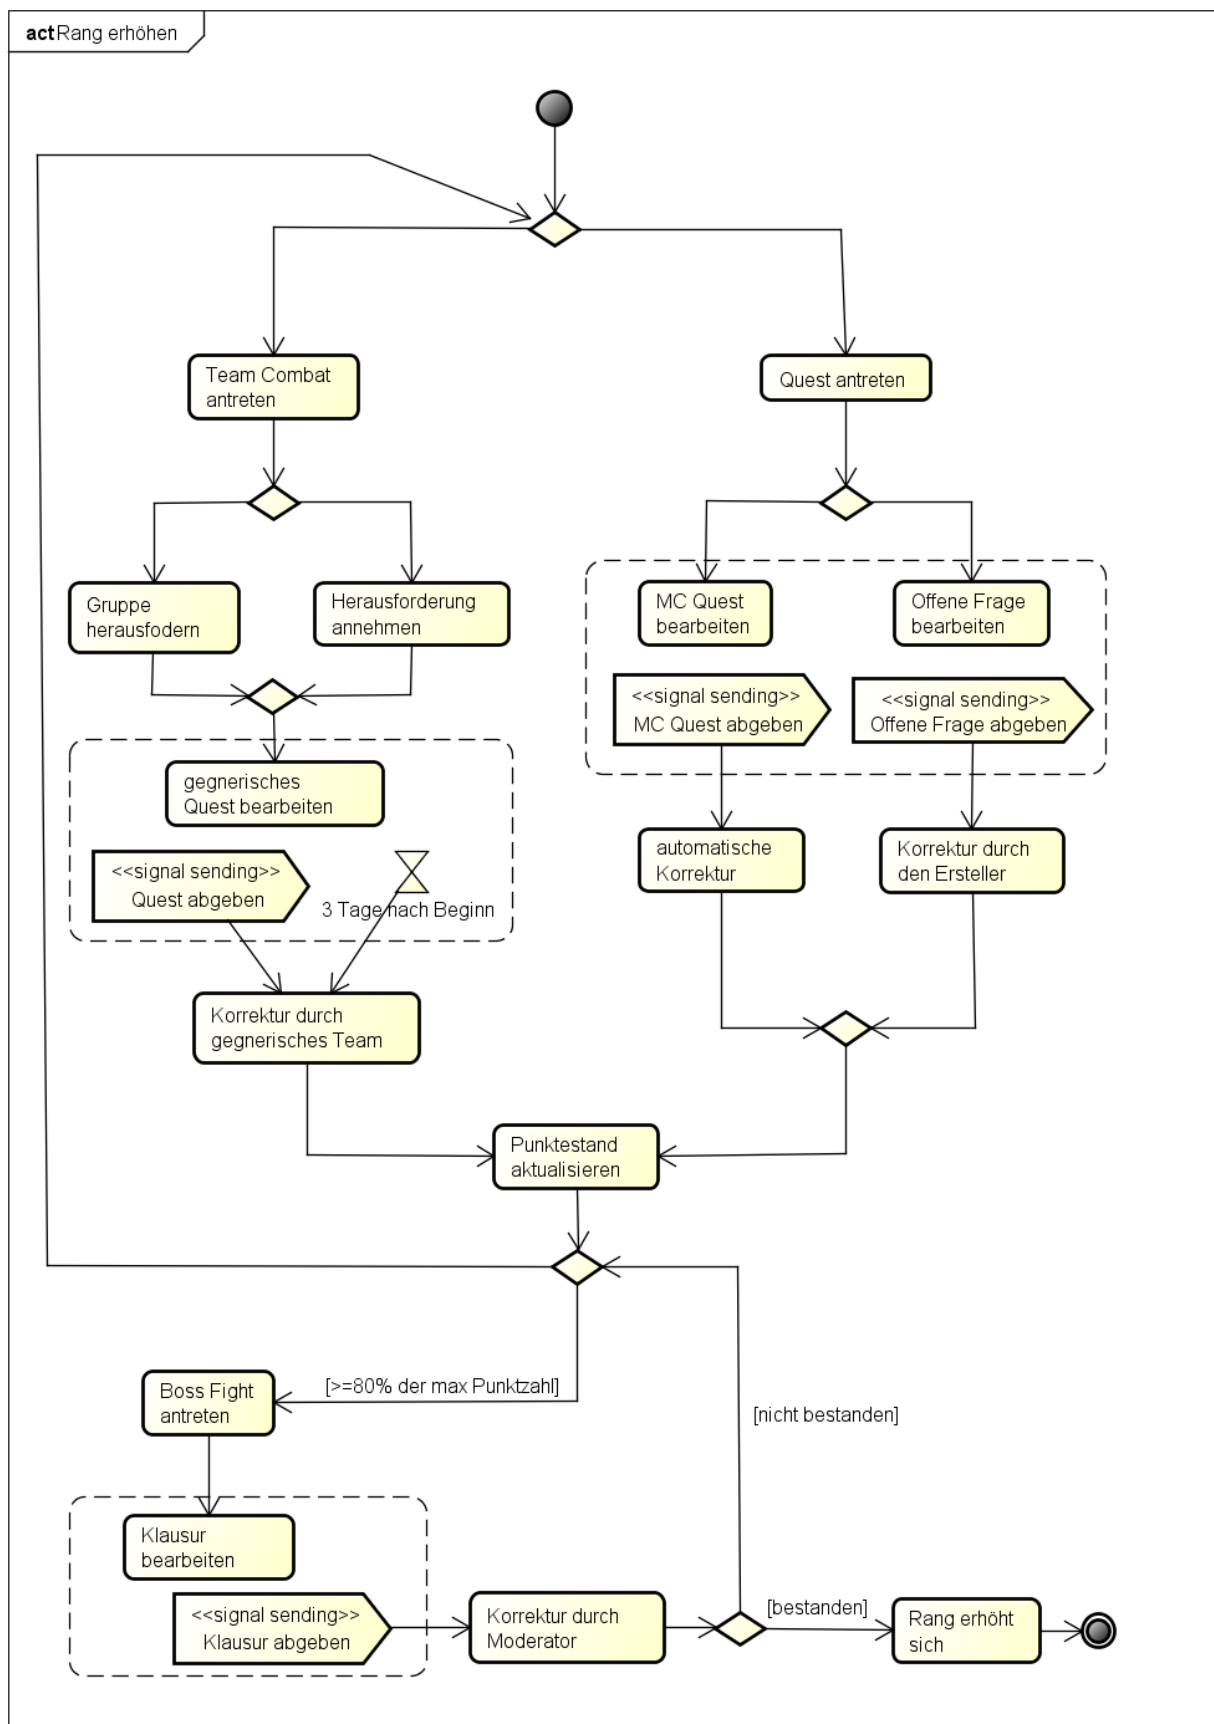 act Rang erhöhen
Team Combat
antreten
Quest antreten
Gruppe
herausfodern
Herausforderung
annehmen
MC Quest
bearbeiten
Offene Frage
bearbeiten
<<signal sending>>
MC Quest abgeben
<<signal sending>>
Offene Frage abgeben
gegnerisches
Quest bearbeiten
<<signal sending>>
Quest abgeben
3 Tage nach Beginn
automatische
Korrektur
Korrektur durch
den Ersteller
Korrektur durch
gegnerisches Team
Punktestand
aktualisieren
[>=80% der max Punktzahl]
Boss Fight
antreten
[nicht bestanden]
Klausur
bearbeiten
<<signal sending>>
Klausur abgeben
Korrektur durch
Moderator
[bestanden]
Rang erhöht
sich